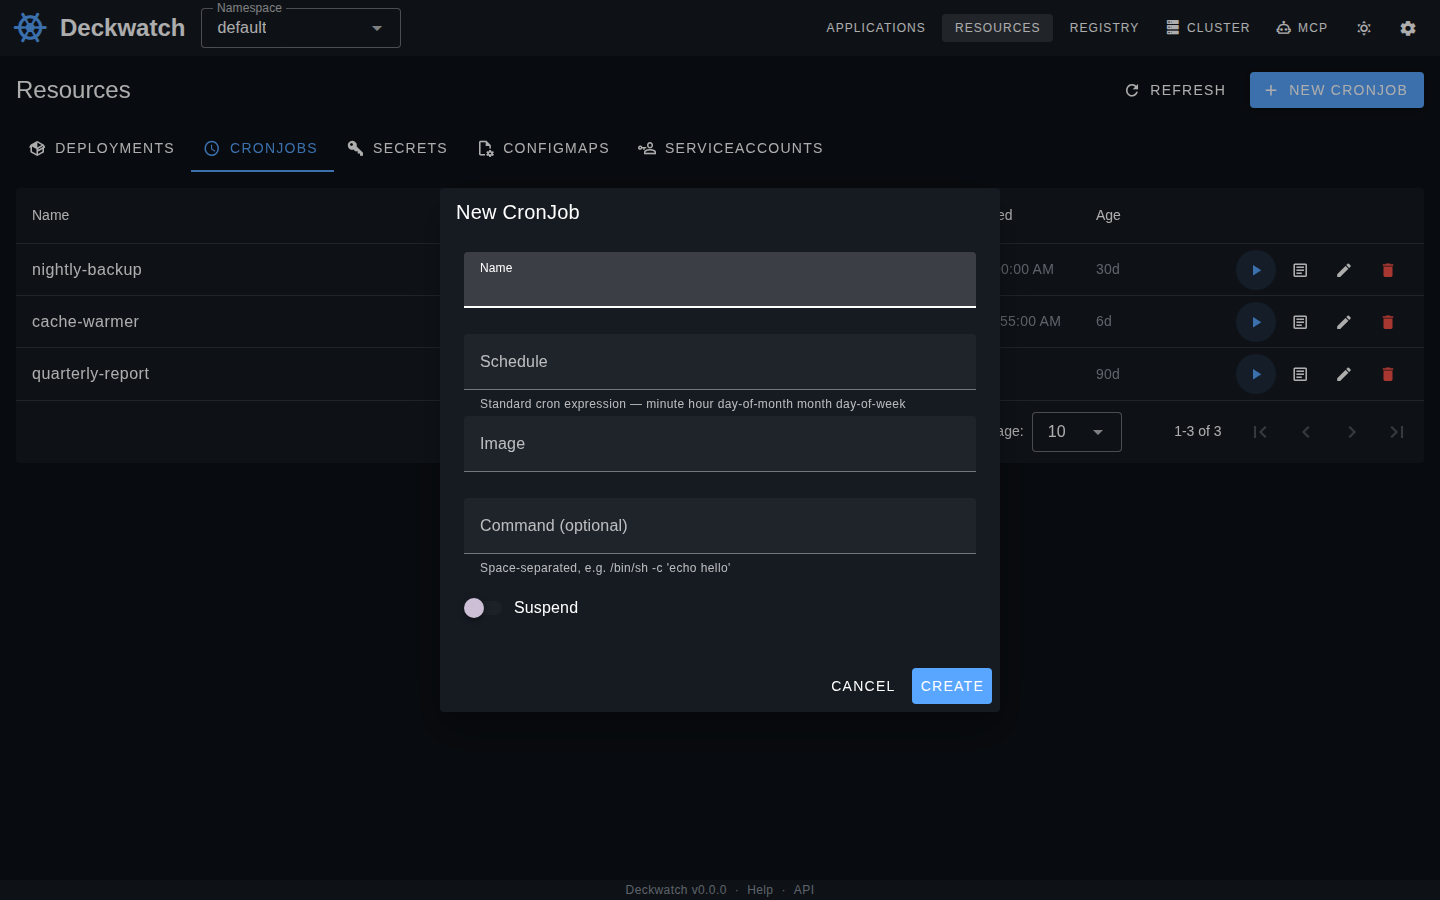 Deckwatch
Namespace
default
APPLICATIONS
RESOURCES
REGISTRY
CLUSTER
MCP
Resources
REFRESH
NEW CRONJOB
DEPLOYMENTS
CRONJOBS
SECRETS
CONFIGMAPS
SERVICEACCOUNTS
Name
Age
nightly-backup
0:00 AM
30d
cache-warmer
55:00 AM
6d
quarterly-report
90d
10
1-3 of 3
New CronJob
Name
Schedule
Standard cron expression — minute hour day-of-month month day-of-week
Image
Command (optional)
Space-separated, e.g. /bin/sh -c 'echo hello'
Suspend
CANCEL
CREATE
Deckwatch v0.0.0 · Help · API